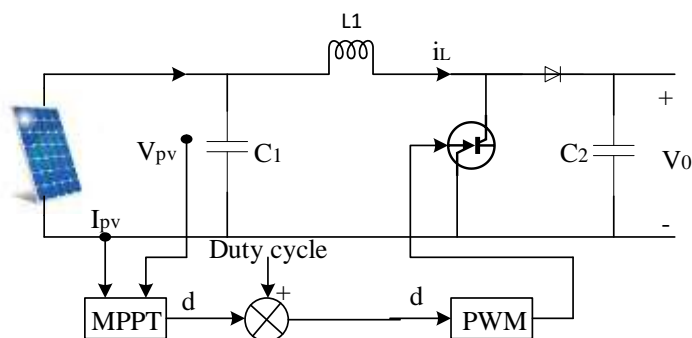 L1
iL
+
Vpv
C1
C2
V0
Ipv
-
Duty cycle
+
d
d
MPPT
PWM